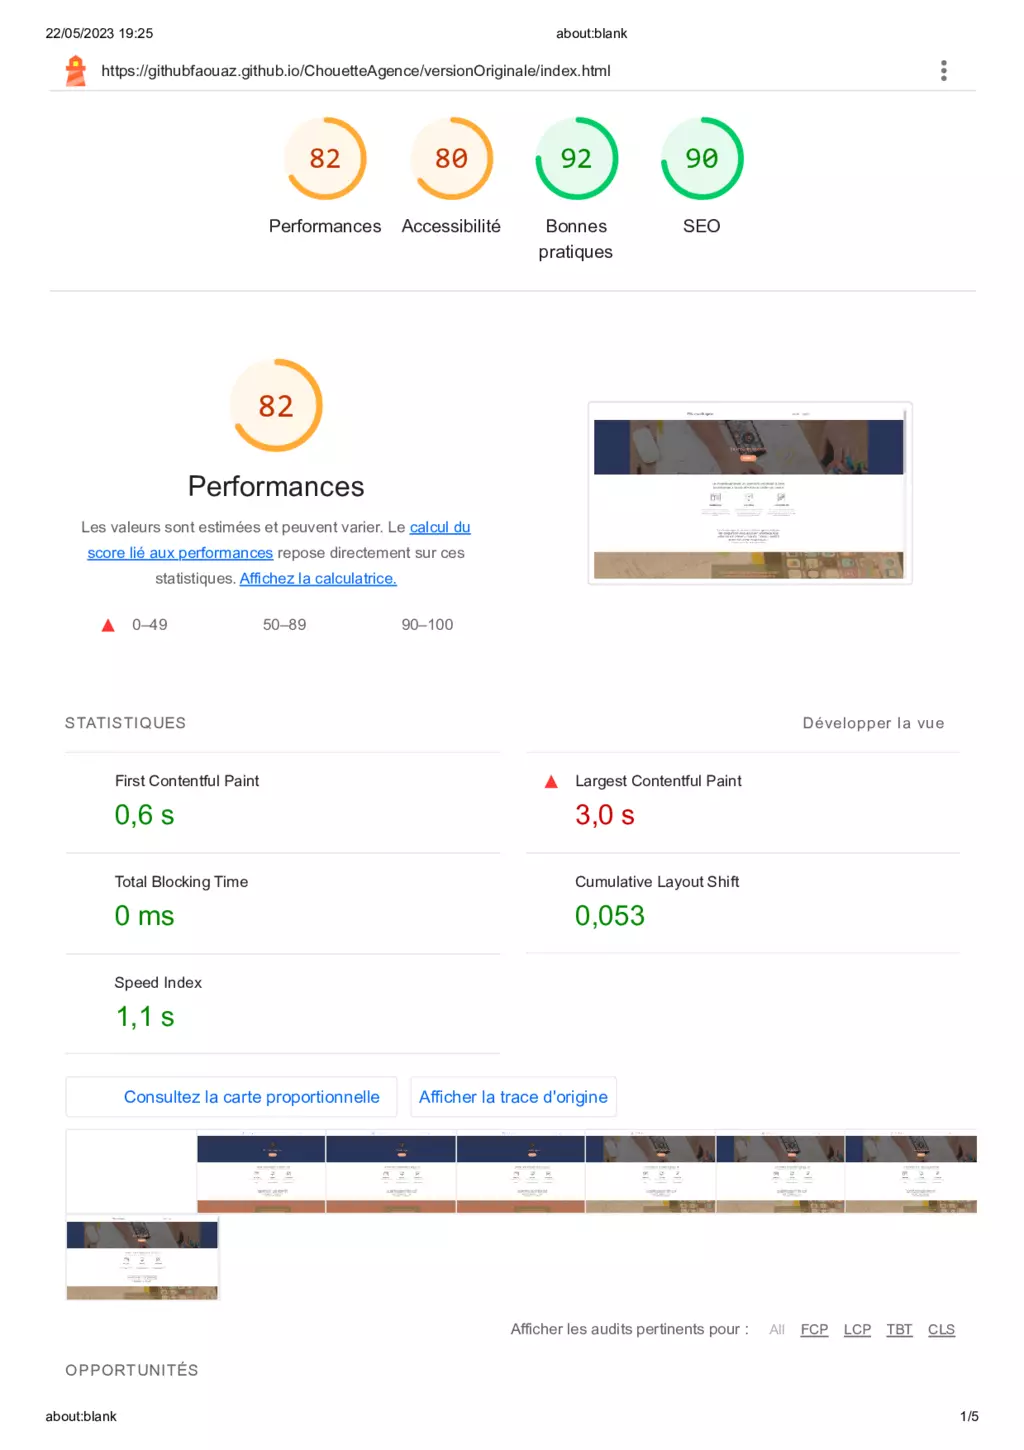 22/05/2023 19:25
about:blank
https://githubfaouaz.github.io/ChouetteAgence/versionOriginale/index.html
82
80
92
90
Performances
Accessibilité
Bonnes
pratiques
SEO
82
Performances
Les valeurs sont estimées et peuvent varier. Le calcul du
score lié aux performances repose directement sur ces
statistiques. Affichez la calculatrice.
0–49
50–89
90–100
STATISTIQUES
Développer la vue
First Contentful Paint
0,6 s
Largest Contentful Paint
3,0 s
Total Blocking Time
0 ms
Cumulative Layout Shift
0,053
Speed Index
1,1 s
Consultez la carte proportionnelle
Afficher la trace d'origine
Afficher les audits pertinents pour : All FCP LCP TBT CLS
OPPORTUNITÉS
about:blank
1/5